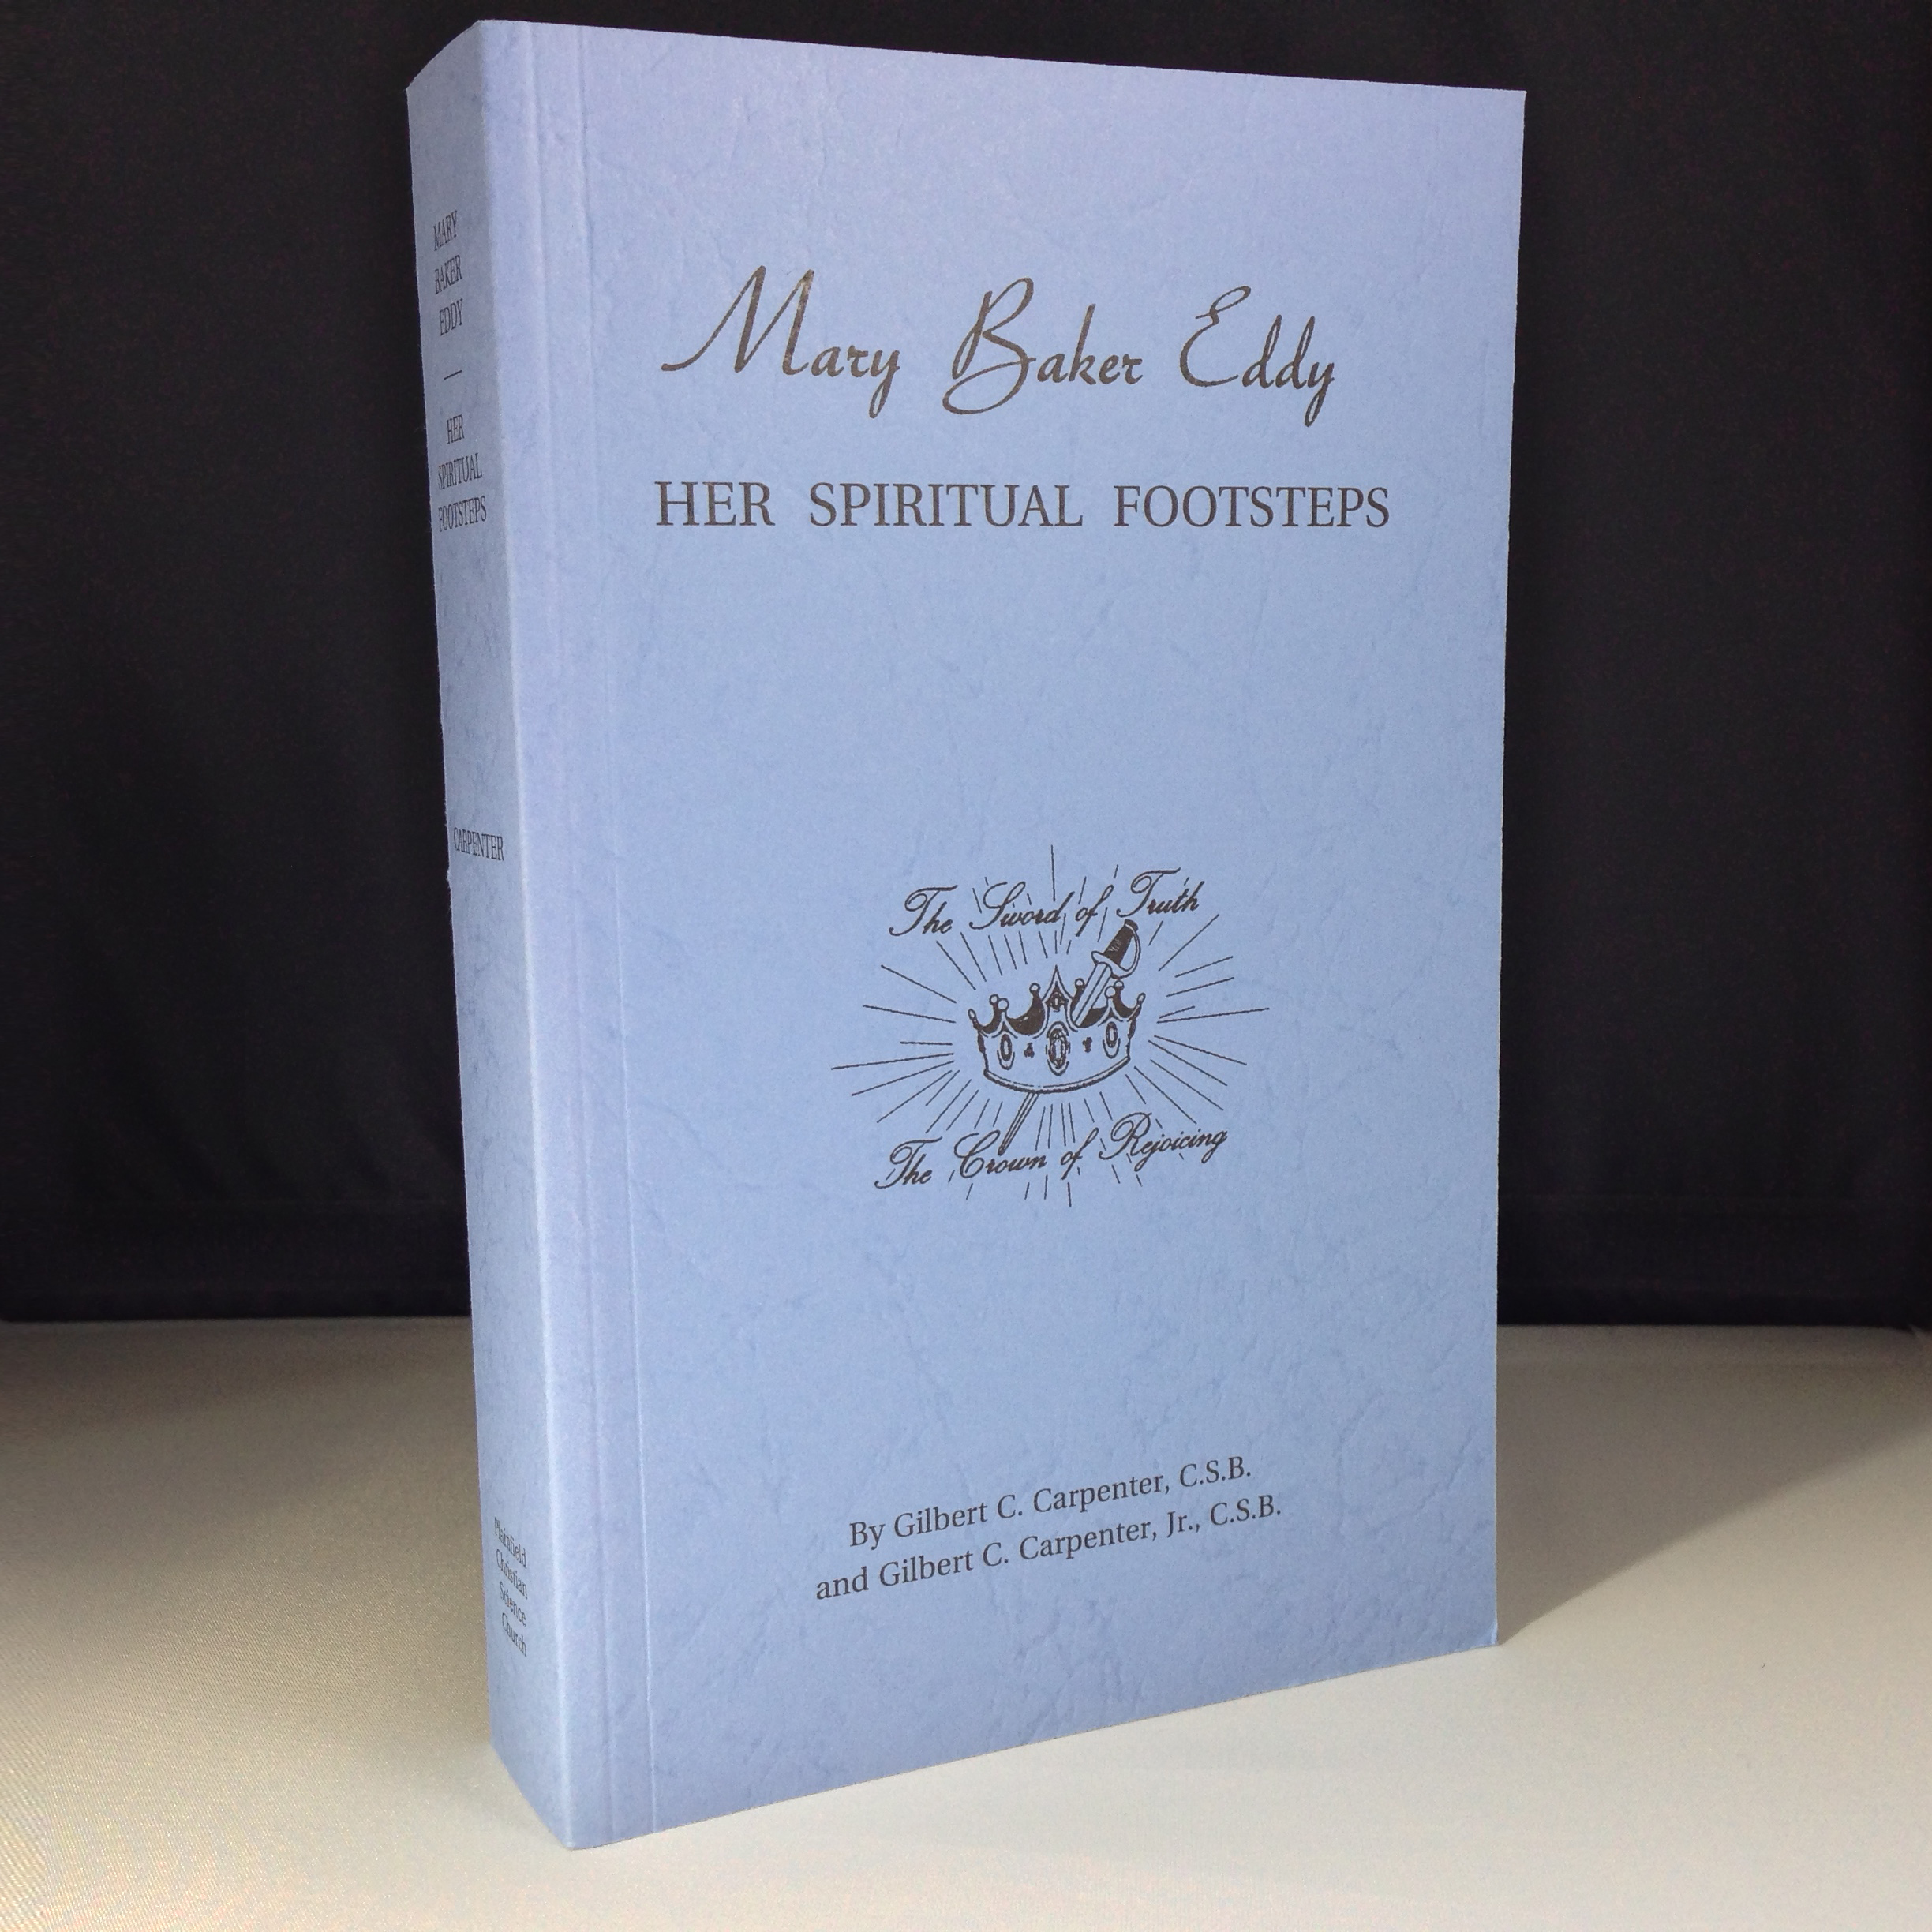 MARY
BAKER
EDDY
—
HER
SPIRITUAL
FOOTSTEPS
CARPENTER
Plainfield
Christian
Science
Church
Mary Baker Eddy
HER SPIRITUAL FOOTSTEPS
The Sword of Truth
The Crown of Rejoicing
By Gilbert C. Carpenter, C.S.B.
and Gilbert C. Carpenter, Jr., C.S.B.